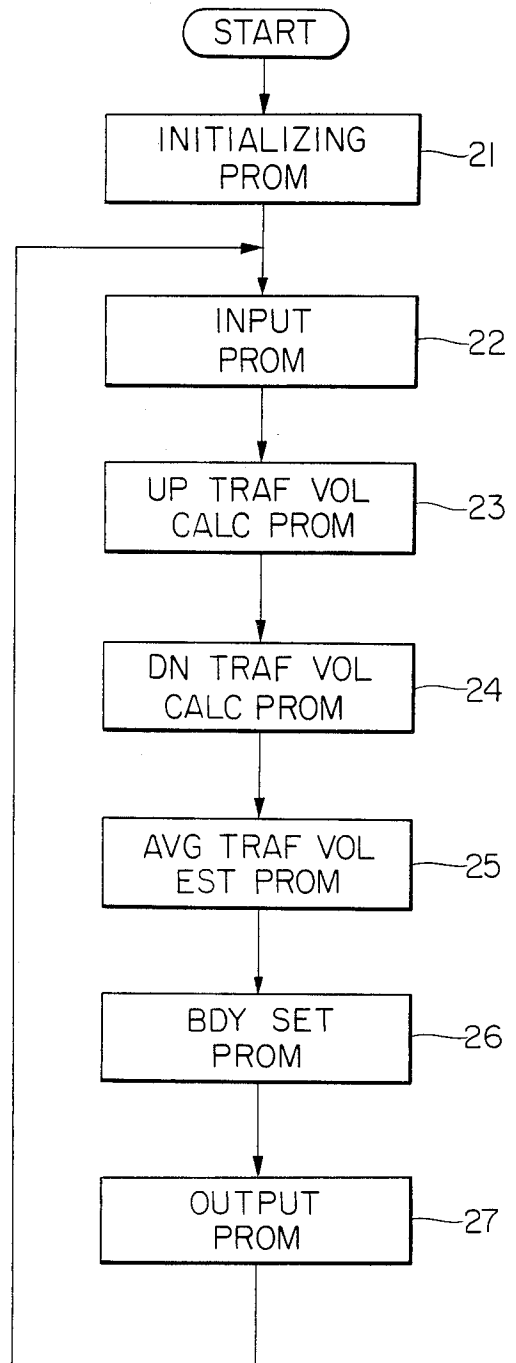 START
INITIALIZING
PROM
21
INPUT
PROM
22
UP TRAF VOL
CALC PROM
23
DN TRAF VOL
CALC PROM
24
AVG TRAF VOL
EST PROM
25
BDY SET
PROM
26
OUTPUT
PROM
27